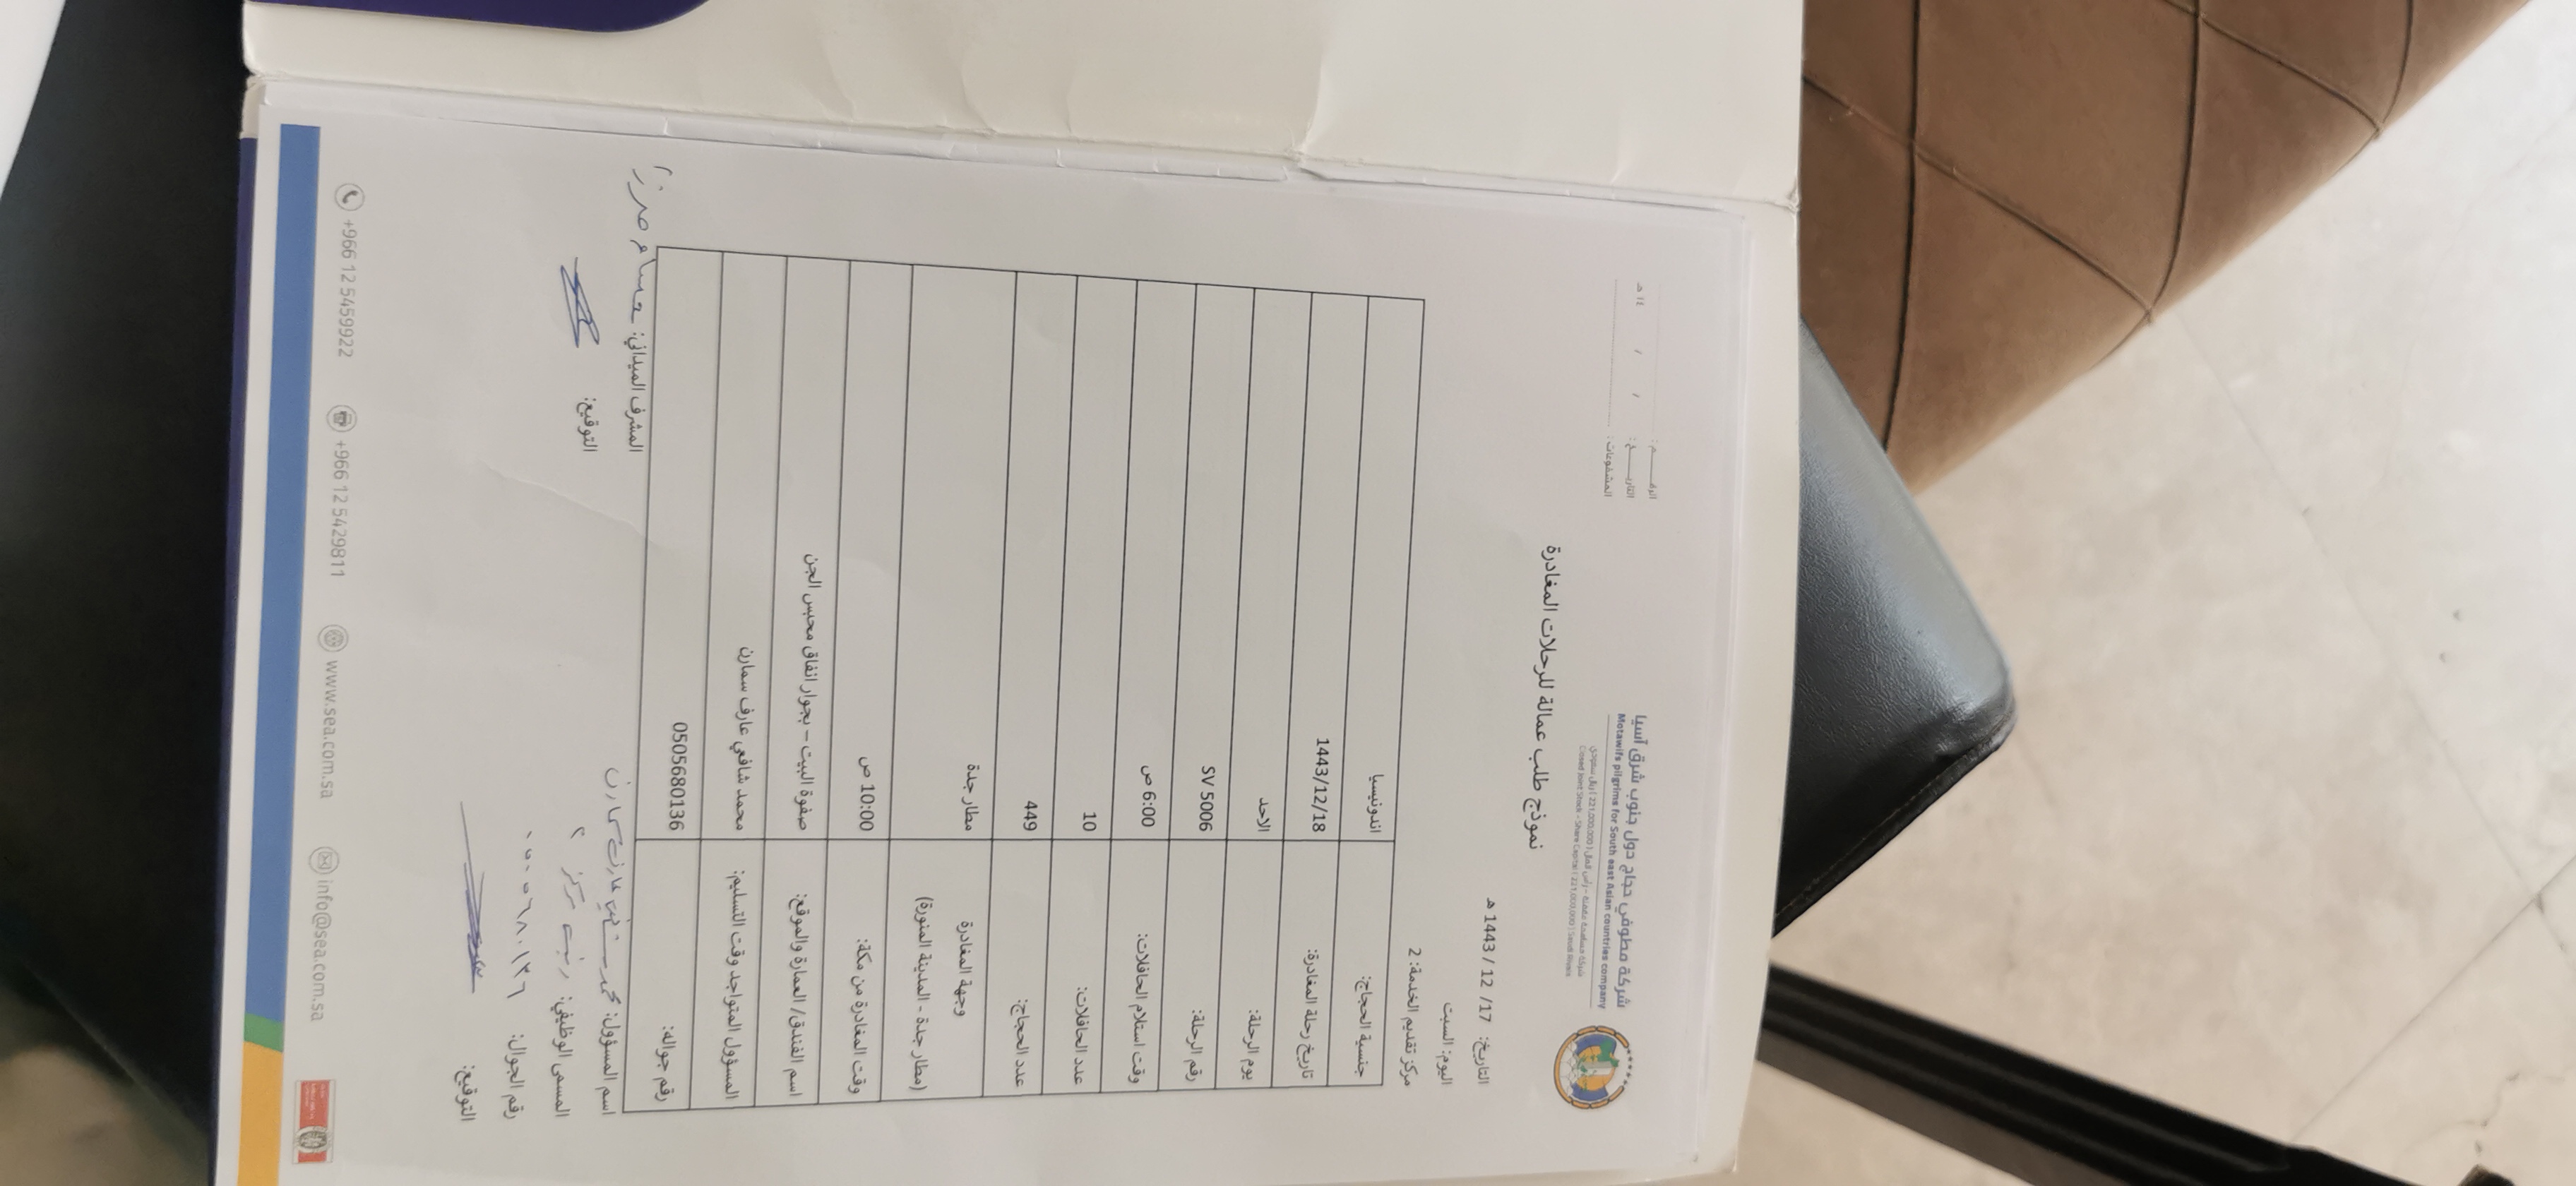 شركة مطوفي حجاج دول جنوب شرق آسيا
Motawifs pilgrims for South east Asian countries company
شركة مساهمة مقفلة - رأس المال ( 221,000,000 ) ريال سعودي
Closed Joint Stock - Share Capital ( 221,000,000 ) Saudi Riyals
الرقـــــــم :
التاريـــــــخ: / / ١٤ هـ
المشفوعات :
نموذج طلب عمالة للرحلات المغادرة
التاريخ: 17/ 12 / 1443 هـ
اليوم: السبت
مركز تقديم الخدمة: 2
جنسية الحجاج: اندونيسيا
تاريخ رحلة المغادرة: 1443/12/18
يوم الرحلة: الاحد
رقم الرحلة: SV 5006
وقت استلام الحافلات: 6:00 ص
عدد الحافلات: 10
عدد الحجاج: 449
وجهة المغادرة مطار جدة
(مطار جدة - المدينة المنورة)
وقت المغادرة من مكة: 10:00 ص
اسم الفندق/ العمارة والموقع: صفوة البيت – بجوار انفاق محبس الجن
المسؤول المتواجد وقت التسليم: محمد شافعي عارف سمارن
رقم جواله: 0505680136
اسم المسؤول: محمد شافعي عارف سمارن
المشرف الميداني: حسام مرزا
المسمى الوظيفي: رئيس مركز ٢
التوقيع:
رقم الجوال: ٠٥٠٥٦٨٠١٣٦
التوقيع:
+966 12 5459922 +966 12 5429811 www.sea.com.sa info@sea.com.sa